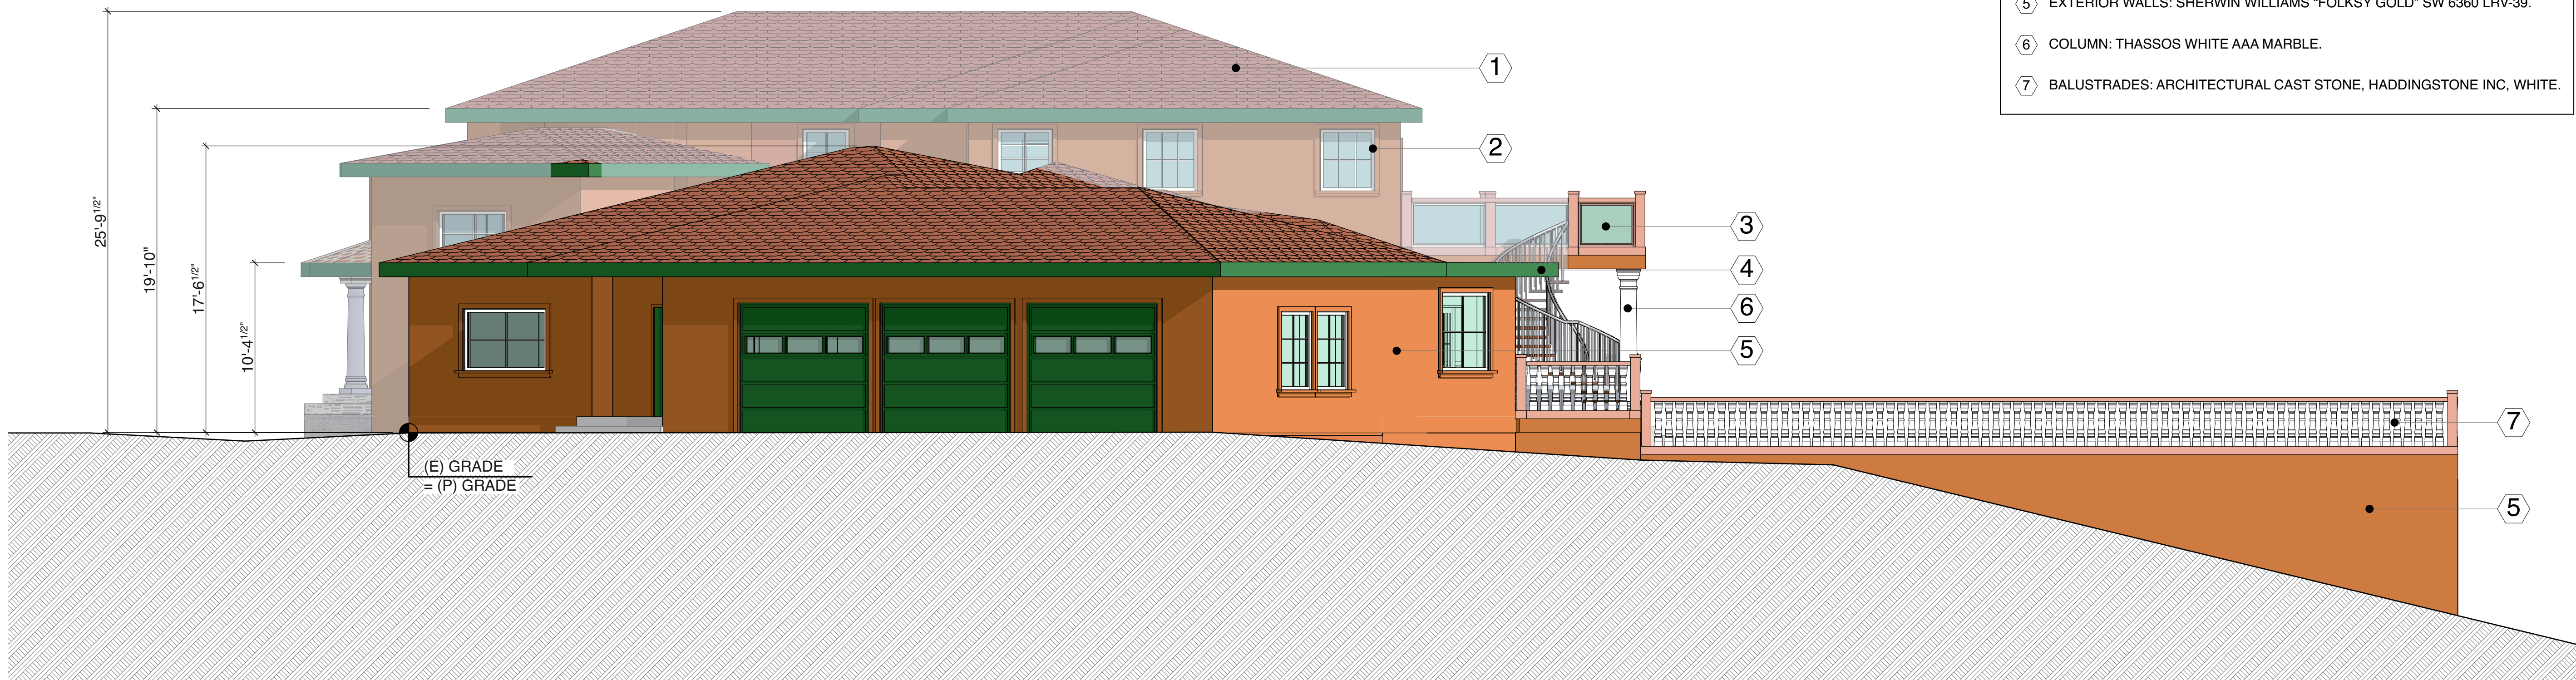 5 EXTERIOR WALLS: SHERWIN WILLIAMS "FOLKSY GOLD" SW 6360 LRV-39.
6 COLUMN: THASSOS WHITE AAA MARBLE.
7 BALUSTRADES: ARCHITECTURAL CAST STONE, HADDINGSTONE INC, WHITE.
1
2
3
4
6
5
7
5
25'-9 1/2"
19'-10"
17'-6 1/2"
10'-4 1/2"
(E) GRADE
= (P) GRADE